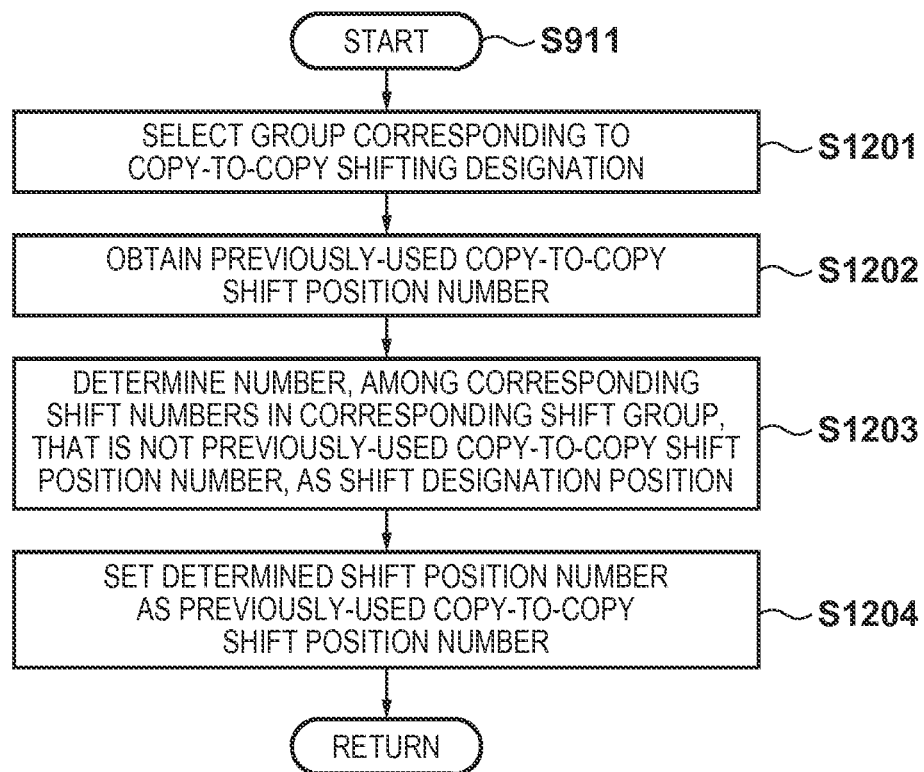 START
S911
SELECT GROUP CORRESPONDING TO
COPY-TO-COPY SHIFTING DESIGNATION
S1201
OBTAIN PREVIOUSLY-USED COPY-TO-COPY
SHIFT POSITION NUMBER
S1202
DETERMINE NUMBER, AMONG CORRESPONDING
SHIFT NUMBERS IN CORRESPONDING SHIFT GROUP,
THAT IS NOT PREVIOUSLY-USED COPY-TO-COPY SHIFT
POSITION NUMBER, AS SHIFT DESIGNATION POSITION
S1203
SET DETERMINED SHIFT POSITION NUMBER
AS PREVIOUSLY-USED COPY-TO-COPY
SHIFT POSITION NUMBER
S1204
RETURN